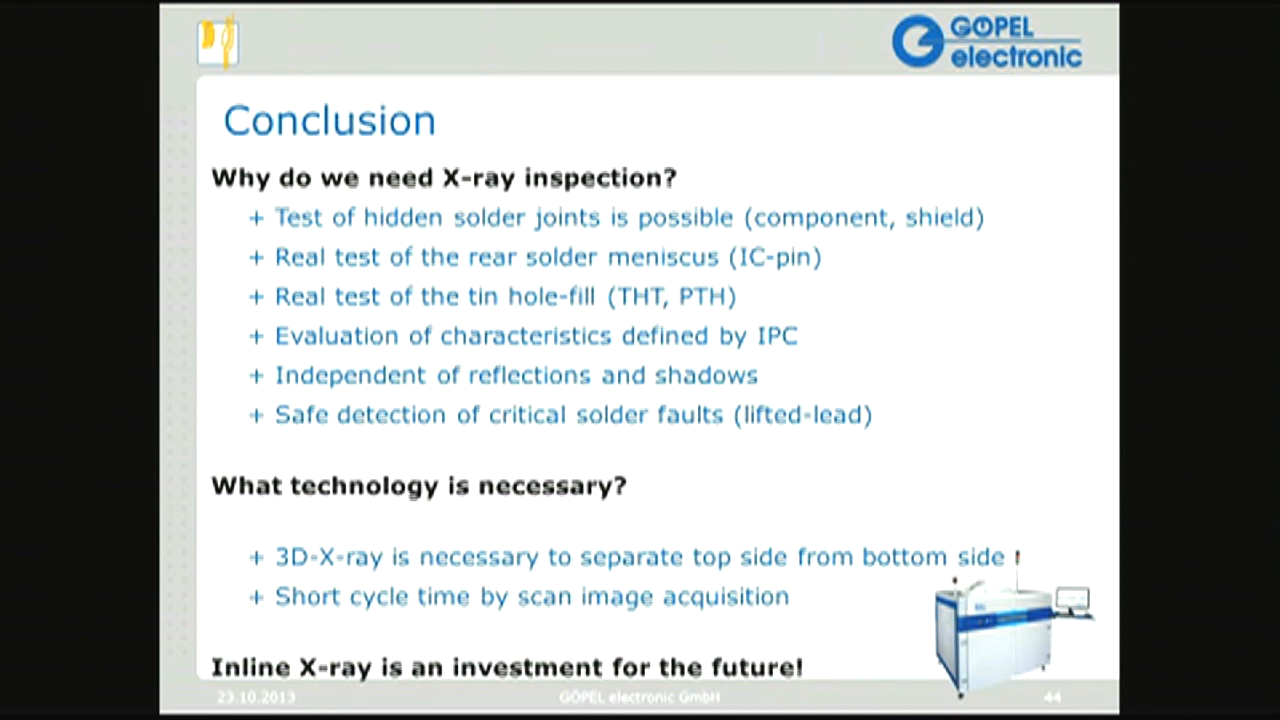 GÖPEL
electronic
Conclusion
Why do we need X-ray inspection?
+ Test of hidden solder joints is possible (component, shield)
+ Real test of the rear solder meniscus (IC-pin)
+ Real test of the tin hole-fill (THT, PTH)
+ Evaluation of characteristics defined by IPC
+ Independent of reflections and shadows
+ Safe detection of critical solder faults (lifted-lead)
What technology is necessary?
+ 3D-X-ray is necessary to separate top side from bottom side
+ Short cycle time by scan image acquisition
Inline X-ray is an investment for the future!
23.10.2013 GÖPEL electronic GmbH 44